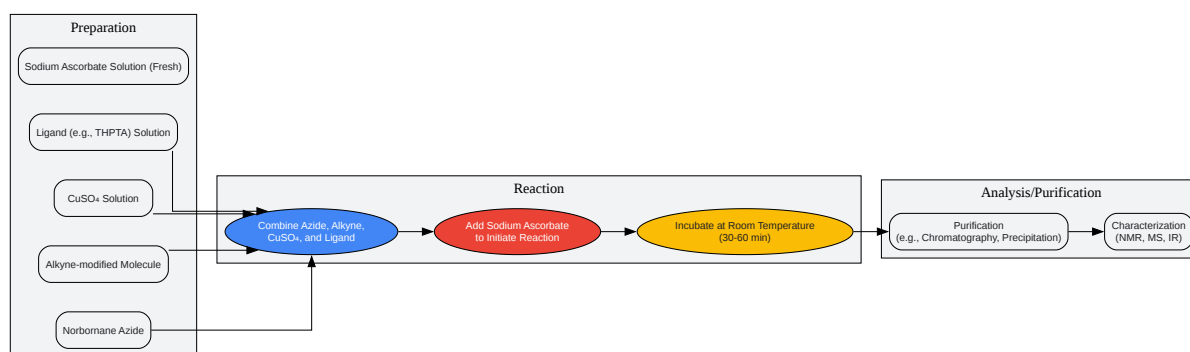 Preparation
Sodium Ascorbate Solution (Fresh)
Ligand (e.g., THPTA) Solution
CuSO₄ Solution
Alkyne-modified Molecule
Norbornane Azide
Reaction
Combine Azide, Alkyne,
CuSO₄, and Ligand
Add Sodium Ascorbate
to Initiate Reaction
Incubate at Room Temperature
(30-60 min)
Analysis/Purification
Purification
(e.g., Chromatography, Precipitation)
Characterization
(NMR, MS, IR)